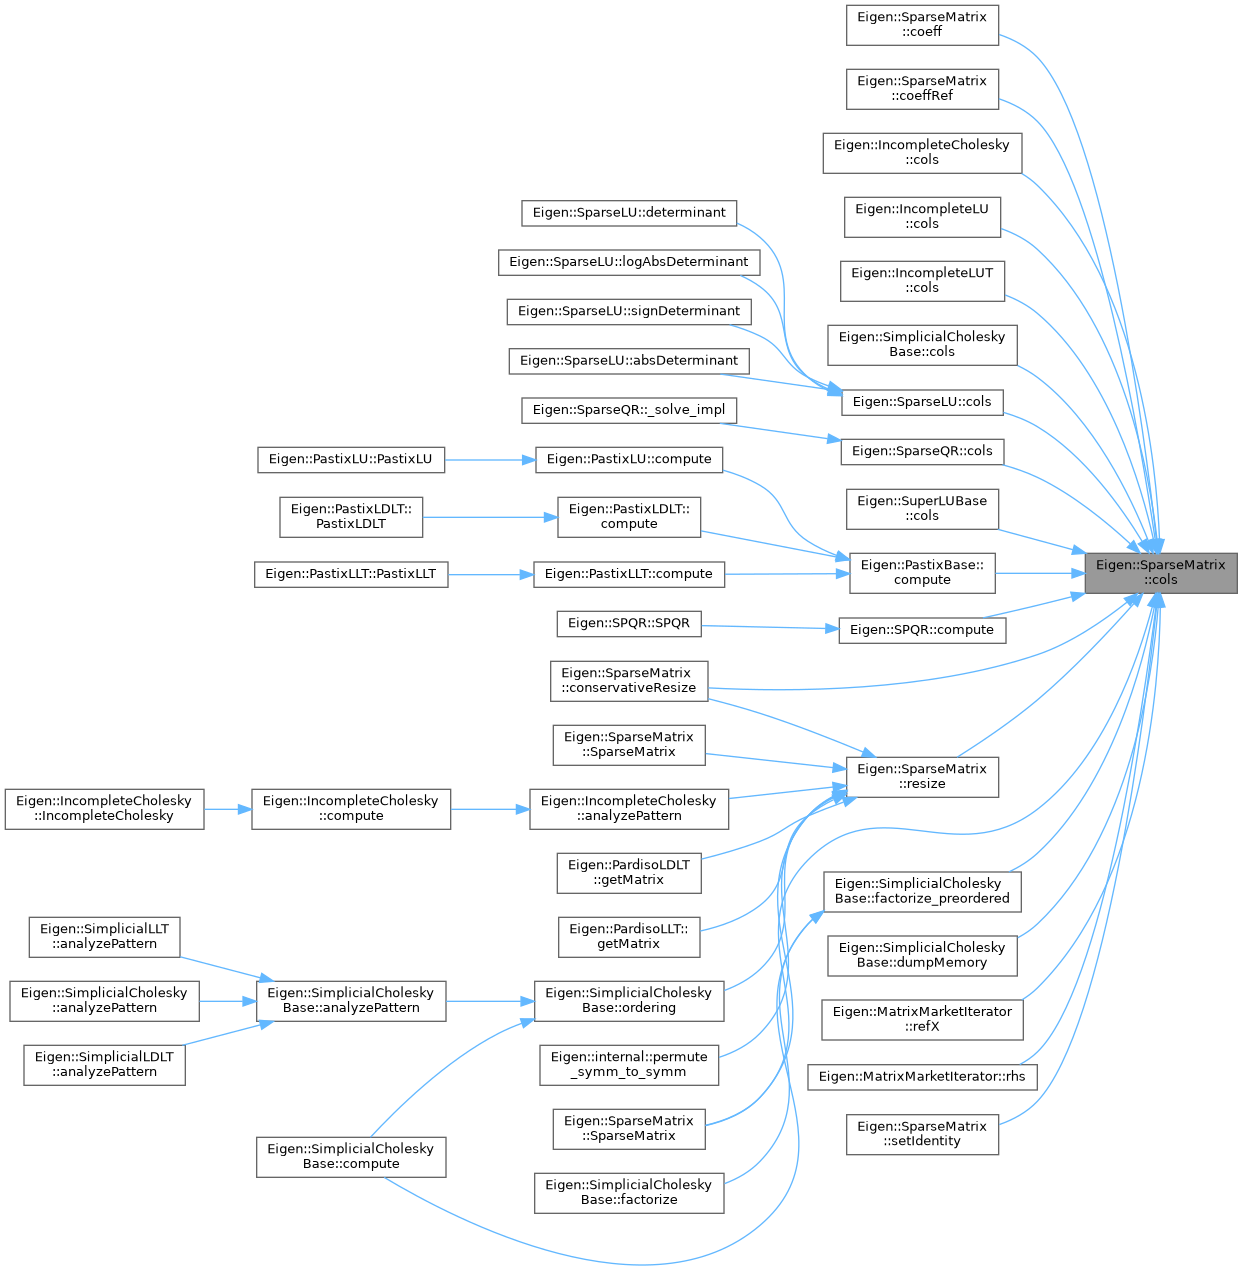 Eigen::SparseMatrix
::coeff
Eigen::SparseMatrix
::coeffRef
Eigen::IncompleteCholesky
::cols
Eigen::IncompleteLU
::cols
Eigen::IncompleteLUT
::cols
Eigen::SimplicialCholesky
Base::cols
Eigen::SparseLU::determinant
Eigen::SparseLU::logAbsDeterminant
Eigen::SparseLU::signDeterminant
Eigen::SparseLU::absDeterminant
Eigen::SparseLU::cols
Eigen::SparseQR::_solve_impl
Eigen::SparseQR::cols
Eigen::PastixLU::PastixLU
Eigen::PastixLU::compute
Eigen::SuperLUBase
::cols
Eigen::PastixLDLT::
PastixLDLT
Eigen::PastixLDLT::
compute
Eigen::PastixLLT::PastixLLT
Eigen::PastixLLT::compute
Eigen::PastixBase::
compute
Eigen::SparseMatrix
::cols
Eigen::SPQR::SPQR
Eigen::SPQR::compute
Eigen::SparseMatrix
::conservativeResize
Eigen::SparseMatrix
::SparseMatrix
Eigen::SparseMatrix
::resize
Eigen::IncompleteCholesky
::IncompleteCholesky
Eigen::IncompleteCholesky
::compute
Eigen::IncompleteCholesky
::analyzePattern
Eigen::PardisoLDLT
::getMatrix
Eigen::SimplicialCholesky
Base::factorize_preordered
Eigen::PardisoLLT::
getMatrix
Eigen::SimplicialLLT
::analyzePattern
Eigen::SimplicialCholesky
Base::dumpMemory
Eigen::SimplicialCholesky
::analyzePattern
Eigen::SimplicialCholesky
Base::analyzePattern
Eigen::SimplicialCholesky
Base::ordering
Eigen::MatrixMarketIterator
::refX
Eigen::SimplicialLDLT
::analyzePattern
Eigen::internal::permute
_symm_to_symm
Eigen::MatrixMarketIterator::rhs
Eigen::SparseMatrix
::SparseMatrix
Eigen::SparseMatrix
::setIdentity
Eigen::SimplicialCholesky
Base::compute
Eigen::SimplicialCholesky
Base::factorize